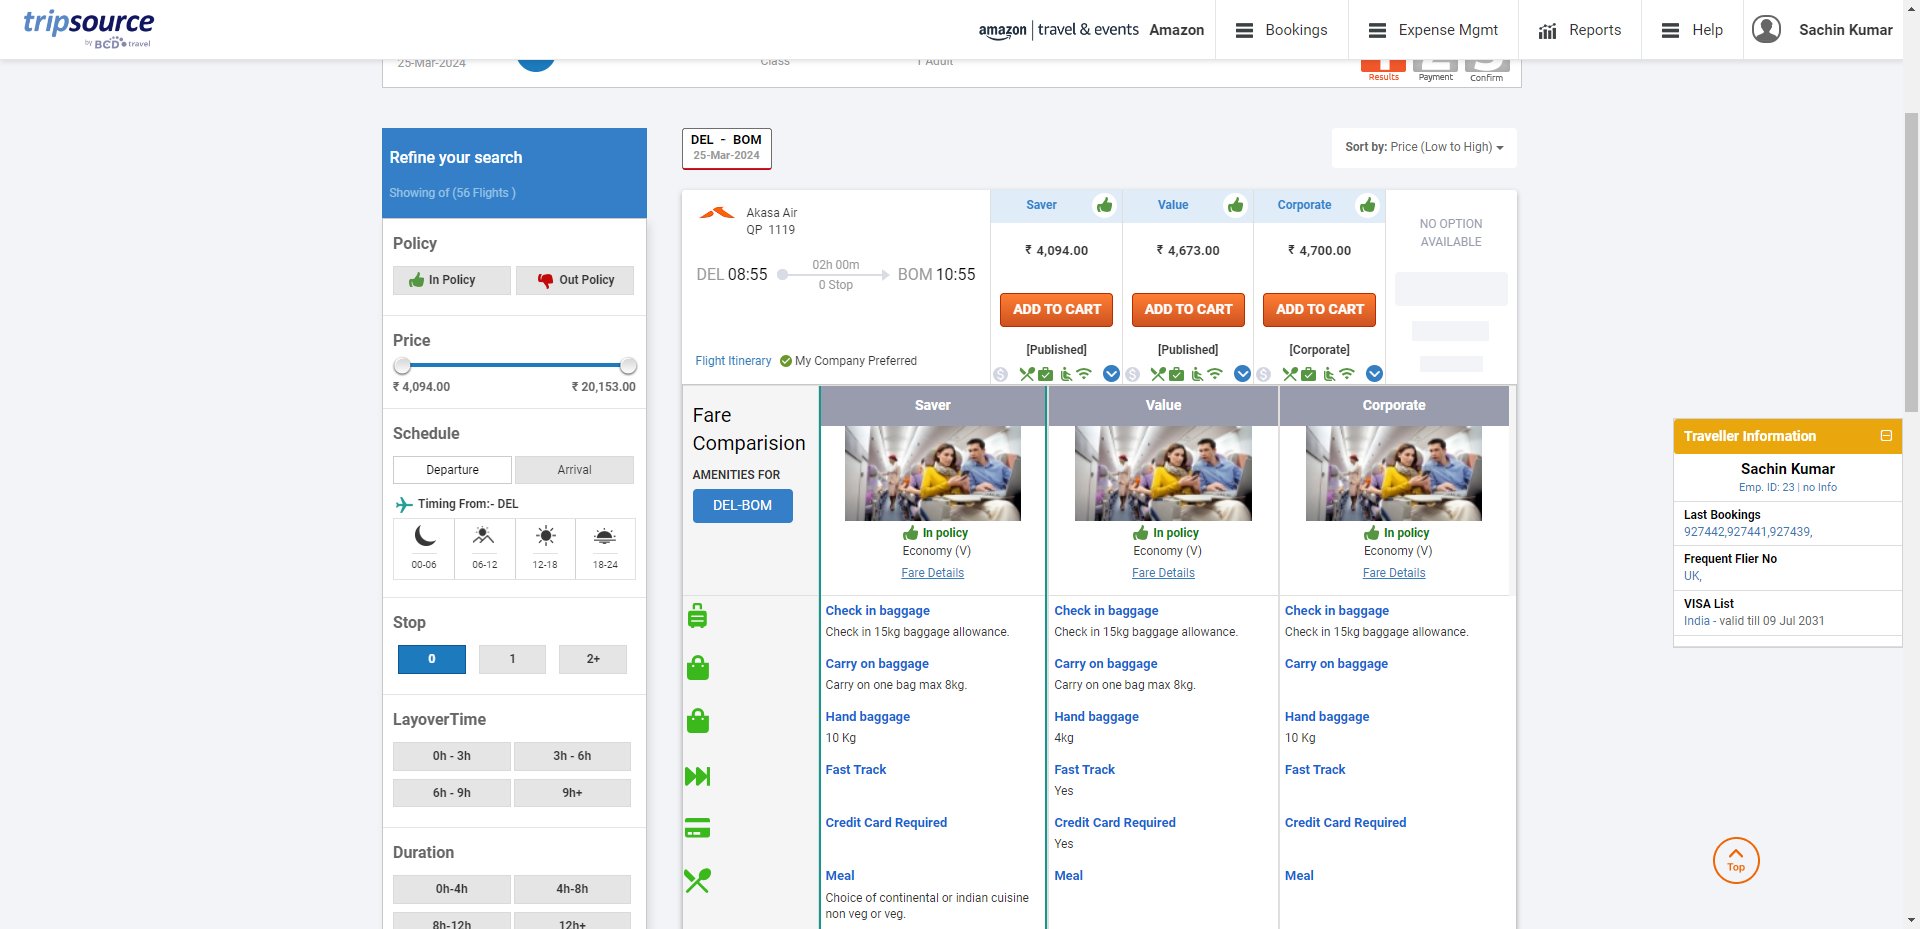 tripsource
by BCD travel
amazon | travel & events Amazon
Bookings
Expense Mgmt
Reports
Help
Sachin Kumar
25-Mar-2024
Class
1 Adult
Results
Payment
Confirm
Refine your search
Showing of (56 Flights )
Policy
In Policy
Out Policy
Price
₹ 4,094.00
₹ 20,153.00
Schedule
Departure
Arrival
Timing From:- DEL
00-06
06-12
12-18
18-24
Stop
0
1
2+
LayoverTime
0h - 3h
3h - 6h
6h - 9h
9h+
Duration
0h-4h
4h-8h
8h-12h
12h+
DEL - BOM
25-Mar-2024
Sort by: Price (Low to High)
Akasa Air
QP 1119
DEL 08:55
02h 00m
0 Stop
BOM 10:55
Flight Itinerary
My Company Preferred
Saver
₹ 4,094.00
ADD TO CART
[Published]
Value
₹ 4,673.00
ADD TO CART
[Published]
Corporate
₹ 4,700.00
ADD TO CART
[Corporate]
NO OPTION
AVAILABLE
Fare
Comparision
AMENITIES FOR
DEL-BOM
Saver
In policy
Economy (V)
Fare Details
Check in baggage
Check in 15kg baggage allowance.
Carry on baggage
Carry on one bag max 8kg.
Hand baggage
10 Kg
Fast Track
Credit Card Required
Meal
Choice of continental or indian cuisine
non veg or veg.
Value
In policy
Economy (V)
Fare Details
Check in baggage
Check in 15kg baggage allowance.
Carry on baggage
Carry on one bag max 8kg.
Hand baggage
4kg
Fast Track
Yes
Credit Card Required
Yes
Meal
Corporate
In policy
Economy (V)
Fare Details
Check in baggage
Check in 15kg baggage allowance.
Carry on baggage
Hand baggage
10 Kg
Fast Track
Credit Card Required
Meal
Traveller Information
Sachin Kumar
Emp. ID: 23 | no Info
Last Bookings
927442,927441,927439,
Frequent Flier No
UK,
VISA List
India - valid till 09 Jul 2031
Top